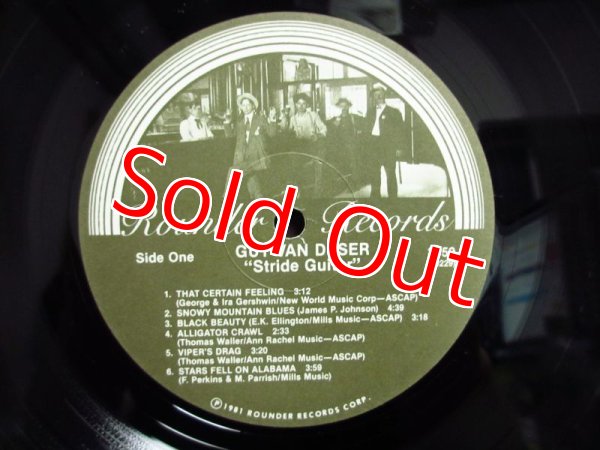 Sold Out
Rounder Records
Side One
GUY VAN DUSER
"Stride Guitar"
1. THAT CERTAIN FEELING 3:12
(George & Ira Gershwin/New World Music Corp—ASCAP)
2. SNOWY MOUNTAIN BLUES (James P. Johnson) 4:39
3. BLACK BEAUTY (E.K. Ellington/Mills Music—ASCAP) 3:18
4. ALLIGATOR CRAWL 2:33
(Thomas Waller/Ann Rachel Music—ASCAP)
5. VIPER'S DRAG 3:20
(Thomas Waller/Ann Rachel Music—ASCAP)
6. STARS FELL ON ALABAMA 3:59
(F. Perkins & M. Parrish/Mills Music)
Ⓟ 1981 ROUNDER RECORDS CORP.